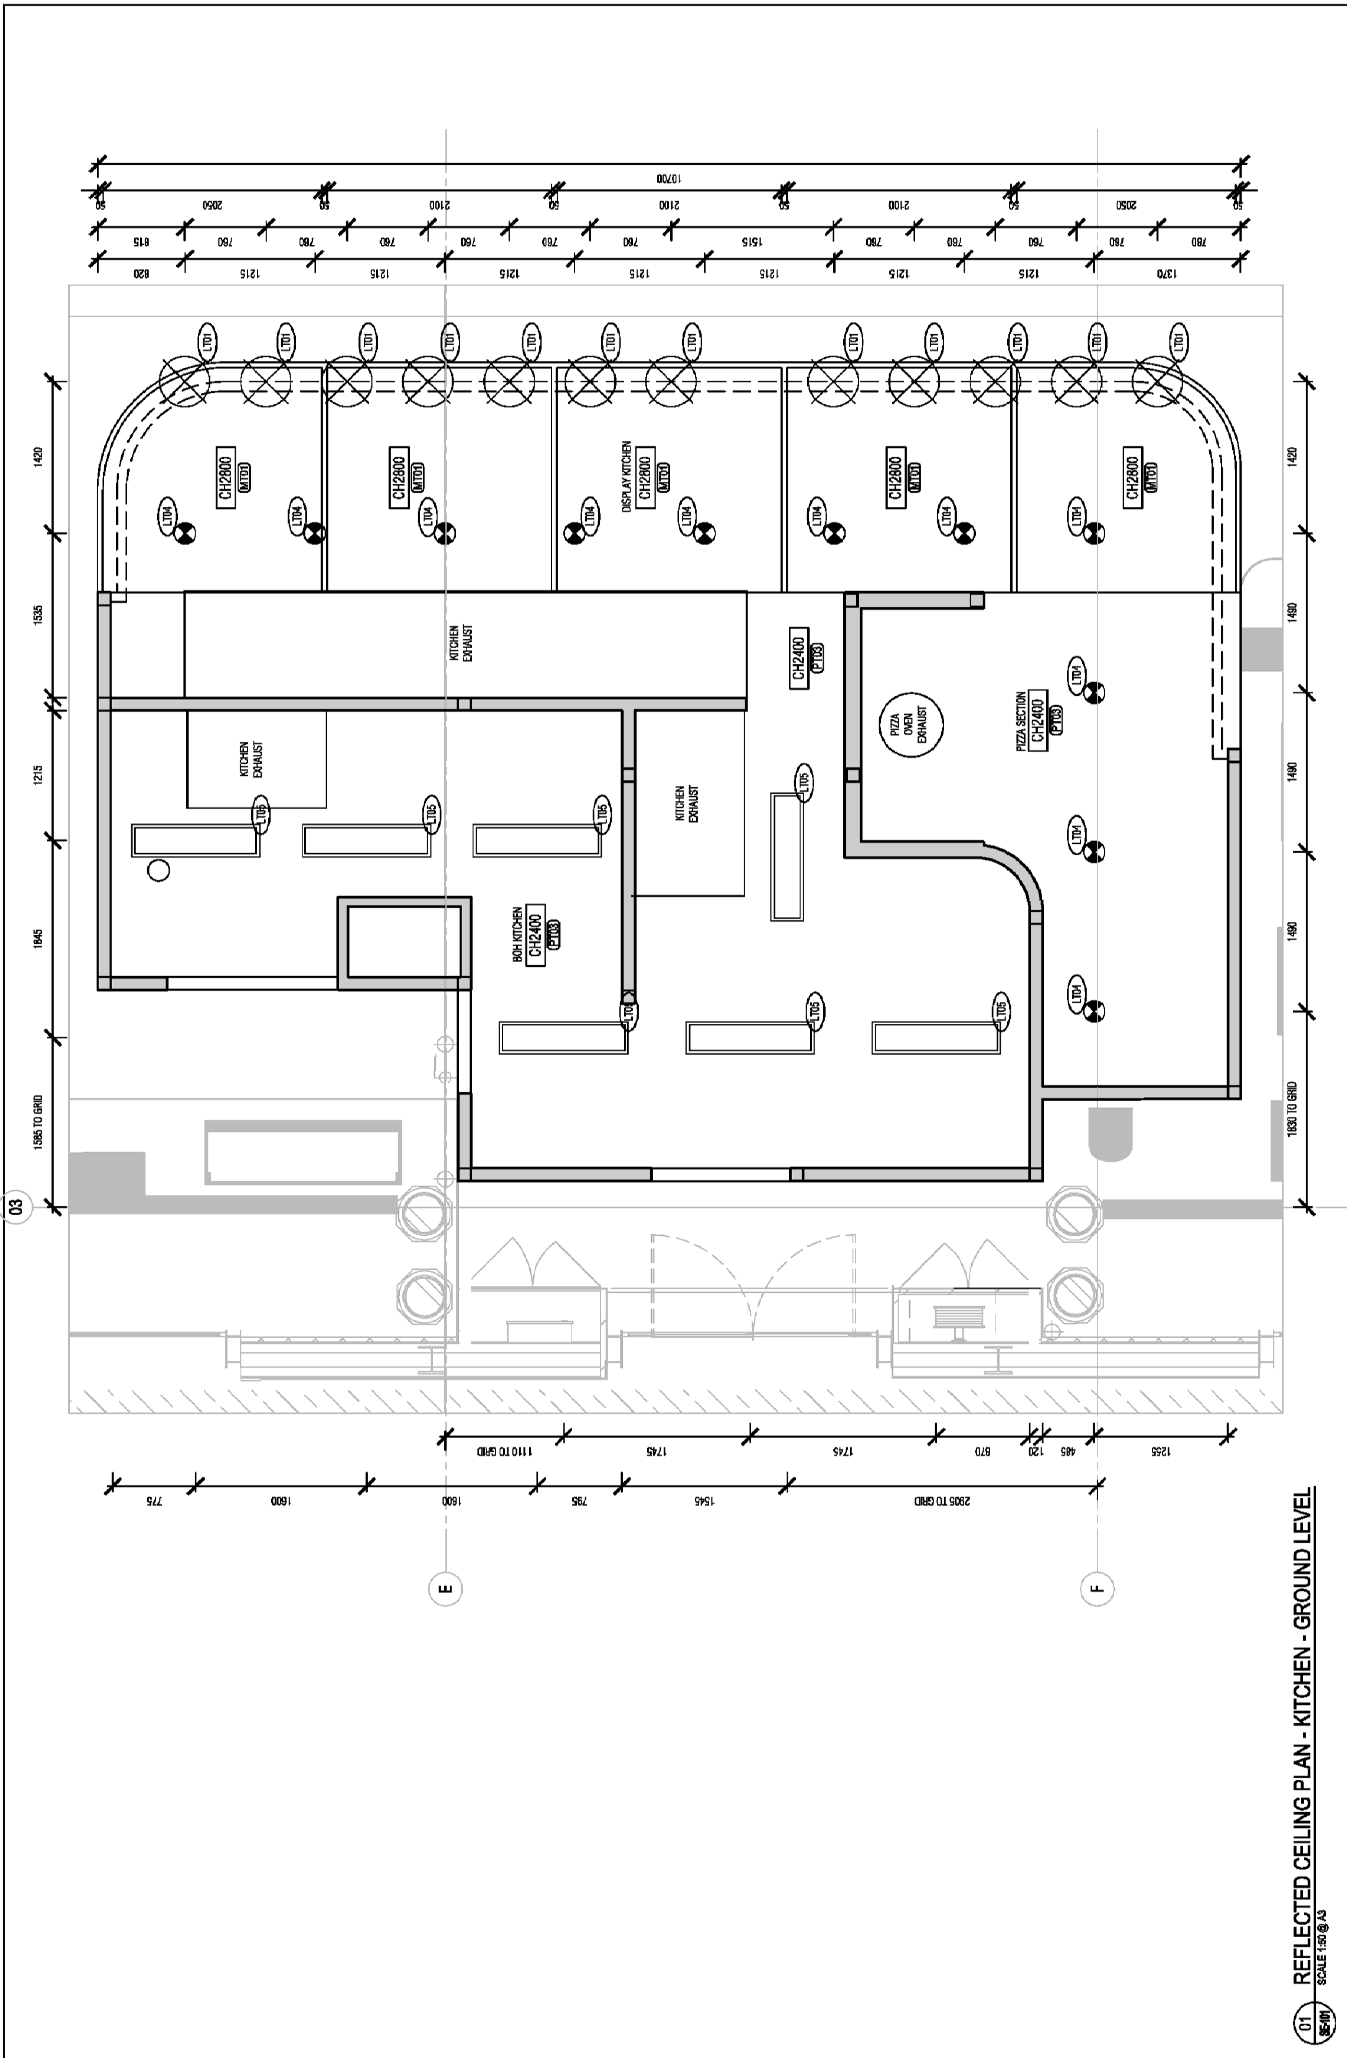 10700
50
2050
50
2100
50
2100
50
2100
50
2050
50
815
760
760
760
760
760
760
1515
760
760
760
760
780
820
1215
1215
1215
1215
1215
1215
1215
1370
LT01
LT01
LT01
LT01
LT01
LT01
LT01
LT01
LT01
LT01
LT01
LT01
1420
1535
1215
1845
1585 TO GRID
03
1420
1490
1490
1490
1830 TO GRID
CH2800
MT01
CH2800
MT01
DISPLAY KITCHEN
CH2800
MT01
CH2800
MT01
CH2800
MT01
LT04
LT04
LT04
LT04
LT04
LT04
LT04
LT04
KITCHEN
EXHAUST
CH2400
PT03
LT04
PIZZA
OVEN
EXHAUST
PIZZA SECTION
CH2400
PT03
KITCHEN
EXHAUST
KITCHEN
EXHAUST
LT05
LT05
LT05
LT05
LT04
BOH KITCHEN
CH2400
PT03
LT04
LT05
LT05
LT05
1110 TO GRID
1745
1745
870
120
485
1255
775
1600
1600
795
1545
2905 TO GRID
E
F
01
REFLECTED CEILING PLAN - KITCHEN - GROUND LEVEL
SCALE 1:50 @ A3